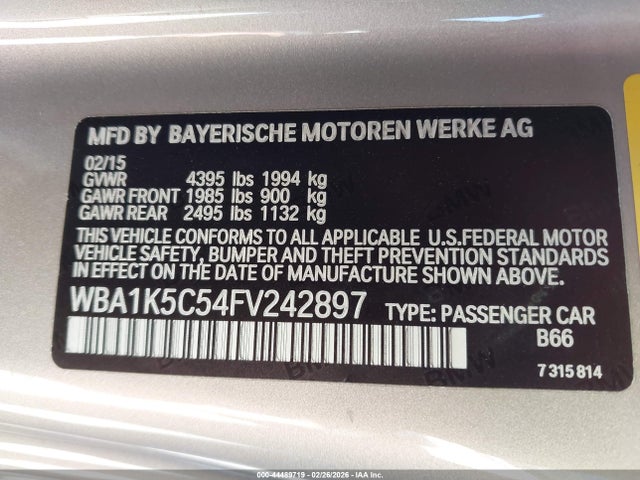 MFD BY BAYERISCHE MOTOREN WERKE AG
02/15
GVWR 4395 lbs 1994 kg
GAWR FRONT 1985 lbs 900 kg
GAWR REAR 2495 lbs 1132 kg
THIS VEHICLE CONFORMS TO ALL APPLICABLE U.S.FEDERAL MOTOR
VEHICLE SAFETY, BUMPER AND THEFT PREVENTION STANDARDS
IN EFFECT ON THE DATE OF MANUFACTURE SHOWN ABOVE.
WBA1K5C54FV242897 TYPE: PASSENGER CAR
B66
7 315 814
BMW
000-44489719 - 02/26/2026 - © IAA Inc.